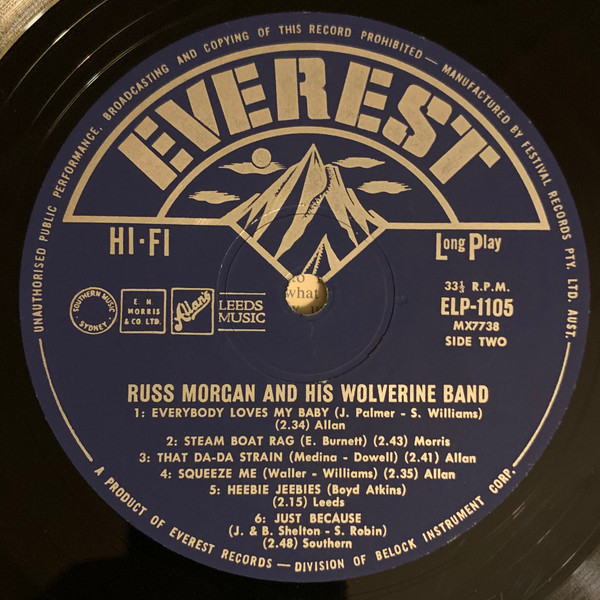 UNAUTHORISED PUBLIC PERFORMANCE, BROADCASTING AND COPYING OF THIS RECORD PROHIBITED — MANUFACTURED BY FESTIVAL RECORDS PTY. LTD. AUST.
EVEREST
HI-FI
Long Play
SOUTHERN MUSIC
SYDNEY
E. H.
MORRIS
& CO LTD.
Allans
LEEDS
MUSIC
what
33⅓ R.P.M.
ELP-1105
MX7738
SIDE TWO
RUSS MORGAN AND HIS WOLVERINE BAND
1: EVERYBODY LOVES MY BABY (J. Palmer - S. Williams)
(2.34) Allan
2: STEAM BOAT RAG (E. Burnett) (2.43) Morris
3: THAT DA-DA STRAIN (Medina - Dowell) (2.41) Allan
4: SQUEEZE ME (Waller - Williams) (2.35) Allan
5: HEEBIE JEEBIES (Boyd Atkins)
(2.15) Leeds
6: JUST BECAUSE
(J. & B. Shelton - S. Robin)
(2.48) Southern
A PRODUCT OF EVEREST RECORDS — DIVISION OF BELOCK INSTRUMENT CORP.